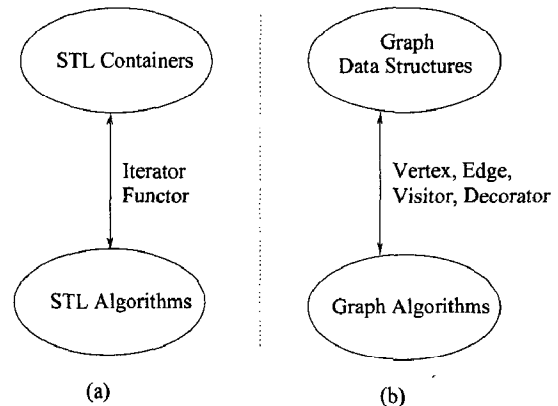 STL Containers
Iterator
Functor
STL Algorithms
(a)
Graph
Data Structures
Vertex, Edge,
Visitor, Decorator
Graph Algorithms
(b)